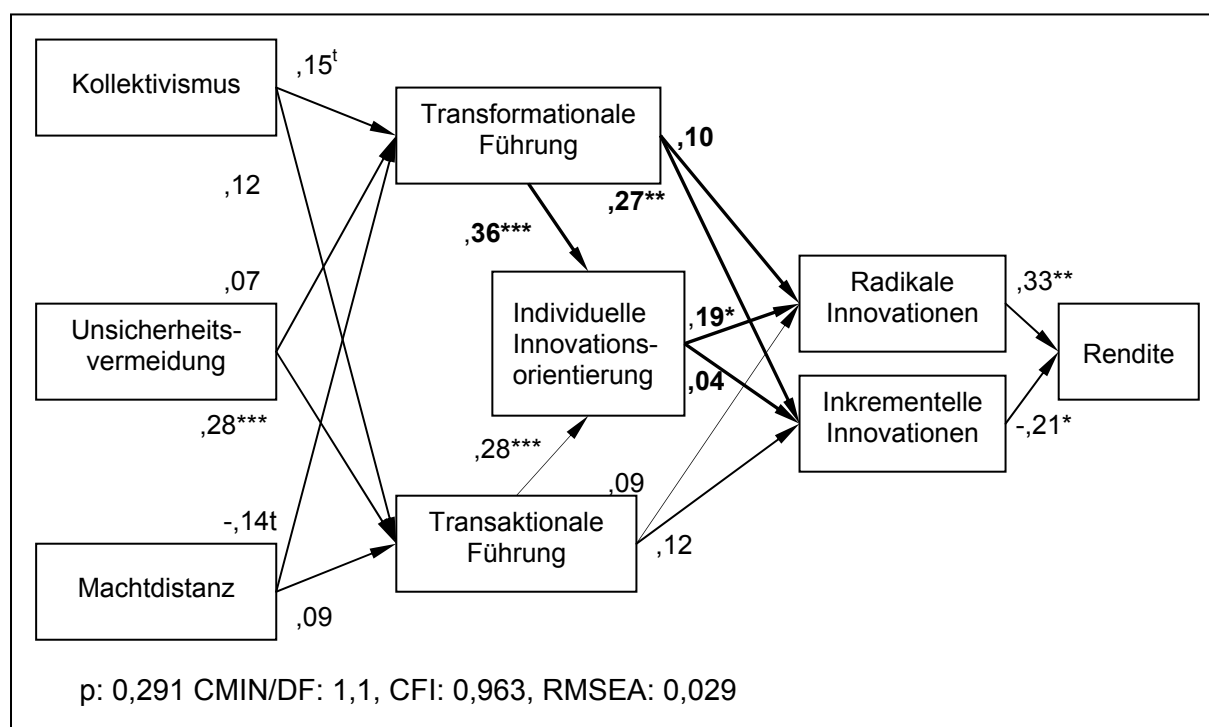 Kollektivismus
,15t
Transformationale
Führung
,10
,12
,27**
,36***
,07
Unsicherheits-
vermeidung
Individuelle
Innovations-
orientierung
,19*
,04
Radikale
Innovationen
,33**
Rendite
Inkrementelle
Innovationen
-,21*
,28***
,28***
,09
-,14t
Transaktionale
Führung
,12
Machtdistanz
,09
p: 0,291 CMIN/DF: 1,1, CFI: 0,963, RMSEA: 0,029